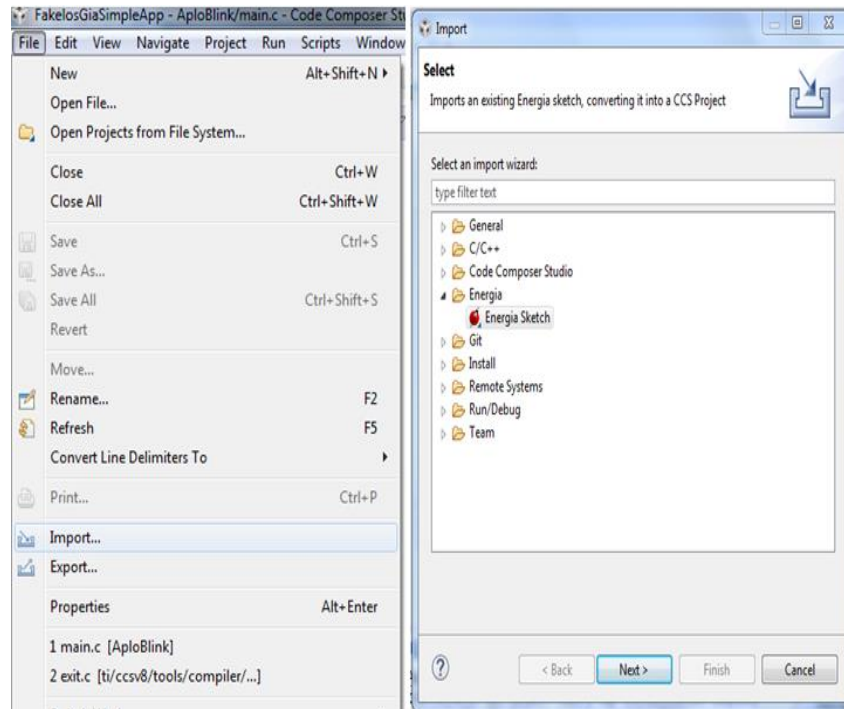 FakelosGiaSimpleApp - AploBlink/main.c - Code Composer St
File Edit View Navigate Project Run Scripts Window
New Alt+Shift+N
Open File...
Open Projects from File System...
Close Ctrl+W
Close All Ctrl+Shift+W
Save Ctrl+S
Save As...
Save All Ctrl+Shift+S
Revert
Move...
Rename... F2
Refresh F5
Convert Line Delimiters To
Print... Ctrl+P
Import...
Export...
Properties Alt+Enter
1 main.c [AploBlink]
2 exit.c [ti/ccsv8/tools/compiler/...]
Import
Select
Imports an existing Energia sketch, converting it into a CCS Project
Select an import wizard:
type filter text
General
C/C++
Code Composer Studio
Energia
Energia Sketch
Git
Install
Remote Systems
Run/Debug
Team
? < Back Next > Finish Cancel